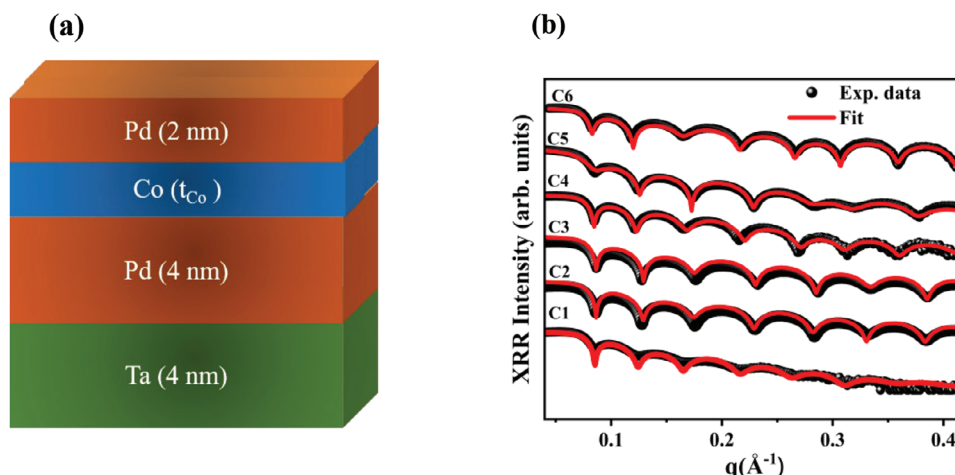 (a)
Pd (2 nm)
Co (tCo )
Pd (4 nm)
Ta (4 nm)
(b)
XRR Intensity (arb. units)
C6
C5
C4
C3
C2
C1
Exp. data
Fit
0.1
0.2
0.3
0.4
q(Å-1)